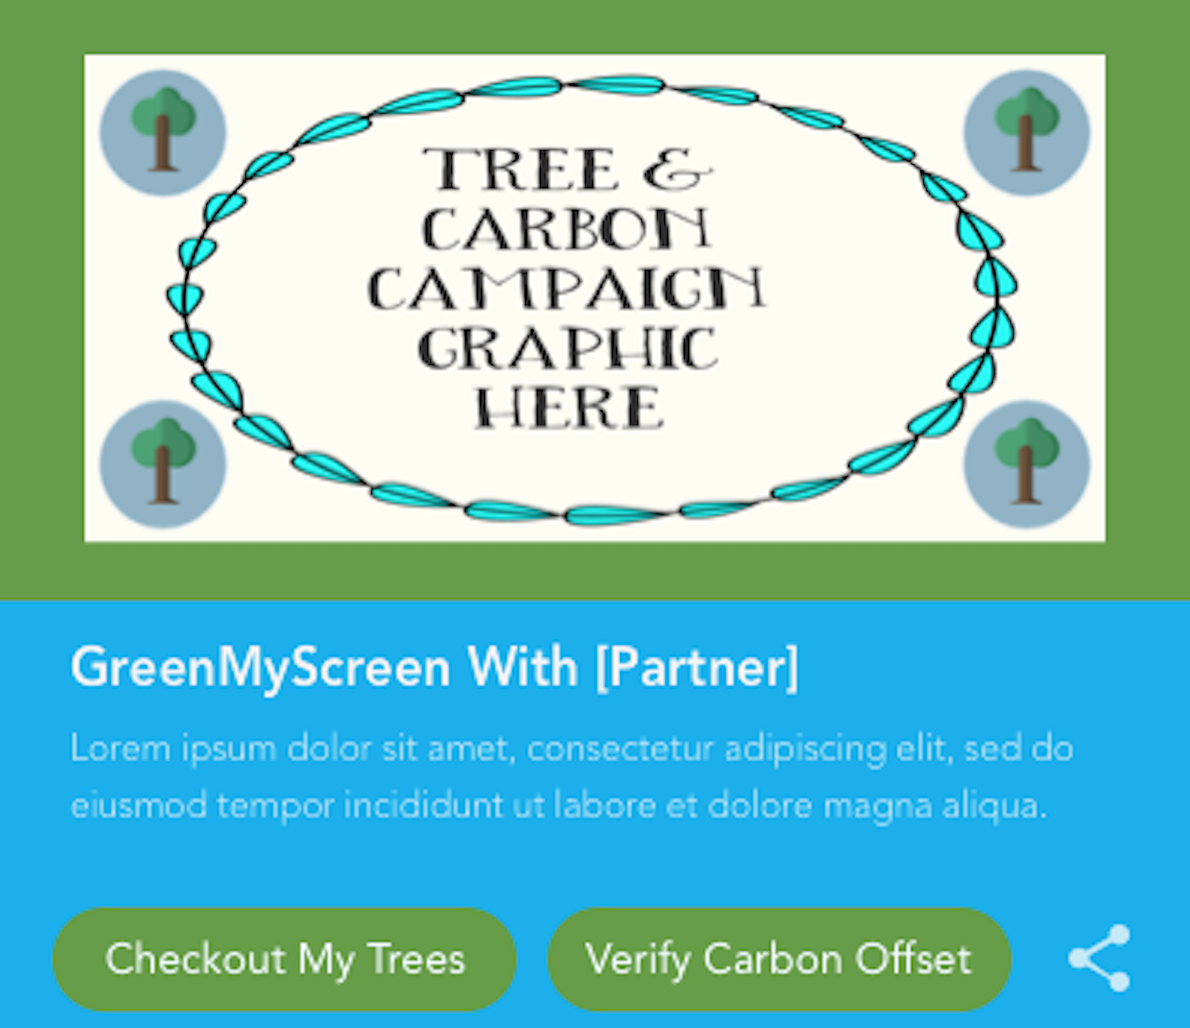 TREE &
CARBON
CAMPAIGN
GRAPHIC
HERE
GreenMyScreen With [Partner]
Lorem ipsum dolor sit amet, consectetur adipiscing elit, sed do
eiusmod tempor incididunt ut labore et dolore magna aliqua.
Checkout My Trees
Verify Carbon Offset